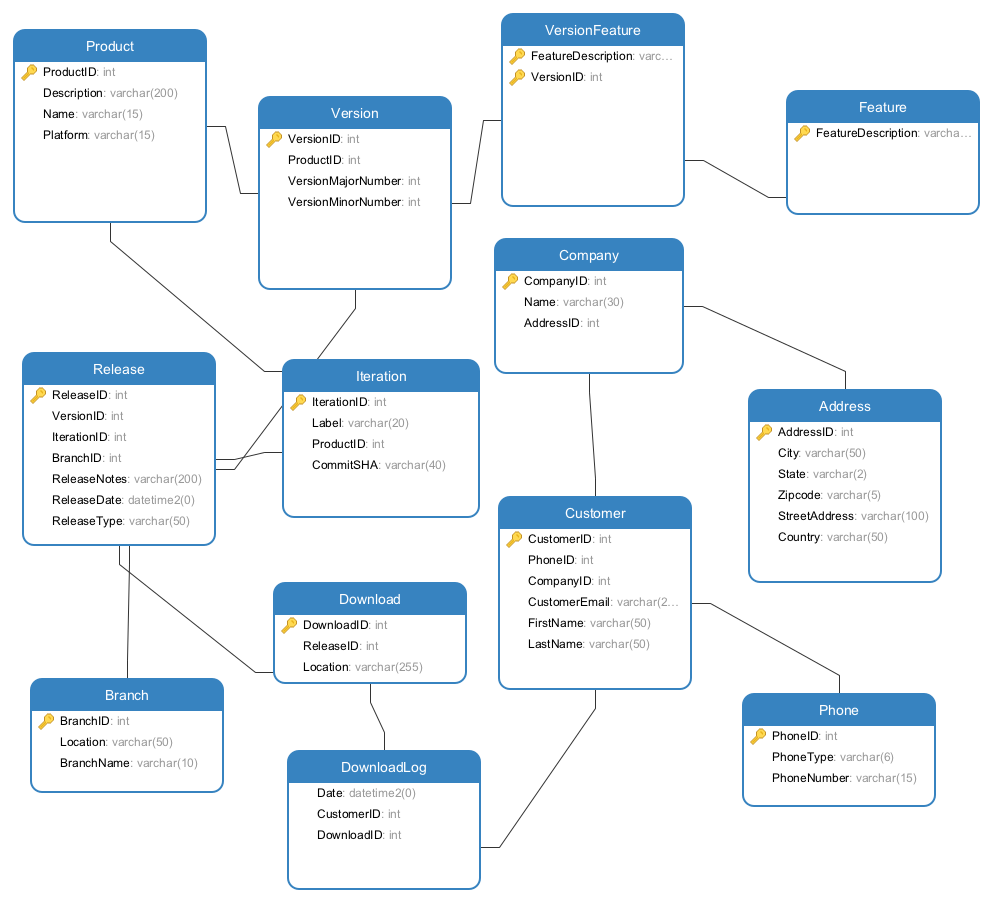 Product
ProductID: int
Description: varchar(200)
Name: varchar(15)
Platform: varchar(15)
Version
VersionID: int
ProductID: int
VersionMajorNumber: int
VersionMinorNumber: int
VersionFeature
FeatureDescription: varc...
VersionID: int
Feature
FeatureDescription: varcha...
Company
CompanyID: int
Name: varchar(30)
AddressID: int
Release
ReleaseID: int
VersionID: int
IterationID: int
BranchID: int
ReleaseNotes: varchar(200)
ReleaseDate: datetime2(0)
ReleaseType: varchar(50)
Iteration
IterationID: int
Label: varchar(20)
ProductID: int
CommitSHA: varchar(40)
Address
AddressID: int
City: varchar(50)
State: varchar(2)
Zipcode: varchar(5)
StreetAddress: varchar(100)
Country: varchar(50)
Customer
CustomerID: int
PhoneID: int
CompanyID: int
CustomerEmail: varchar(2...
FirstName: varchar(50)
LastName: varchar(50)
Download
DownloadID: int
ReleaseID: int
Location: varchar(255)
Branch
BranchID: int
Location: varchar(50)
BranchName: varchar(10)
Phone
PhoneID: int
PhoneType: varchar(6)
PhoneNumber: varchar(15)
DownloadLog
Date: datetime2(0)
CustomerID: int
DownloadID: int